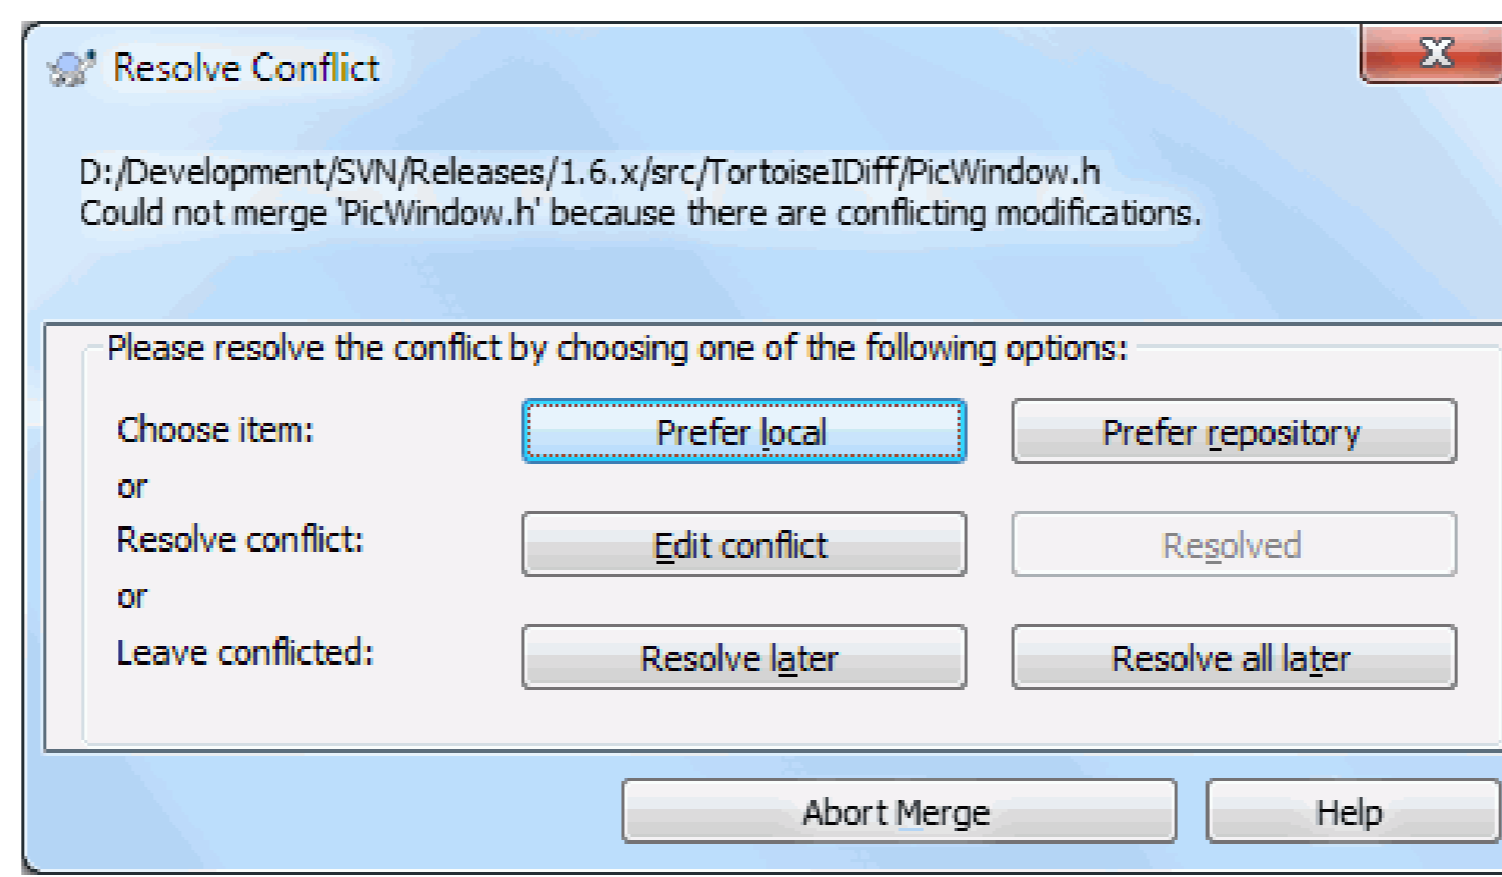 Resolve Conflict
D:/Development/SVN/Releases/1.6.x/src/TortoiseIDiff/PicWindow.h
Could not merge 'PicWindow.h' because there are conflicting modifications.
Please resolve the conflict by choosing one of the following options:
Choose item: Prefer local Prefer repository
or
Resolve conflict: Edit conflict Resolved
or
Leave conflicted: Resolve later Resolve all later
Abort Merge Help